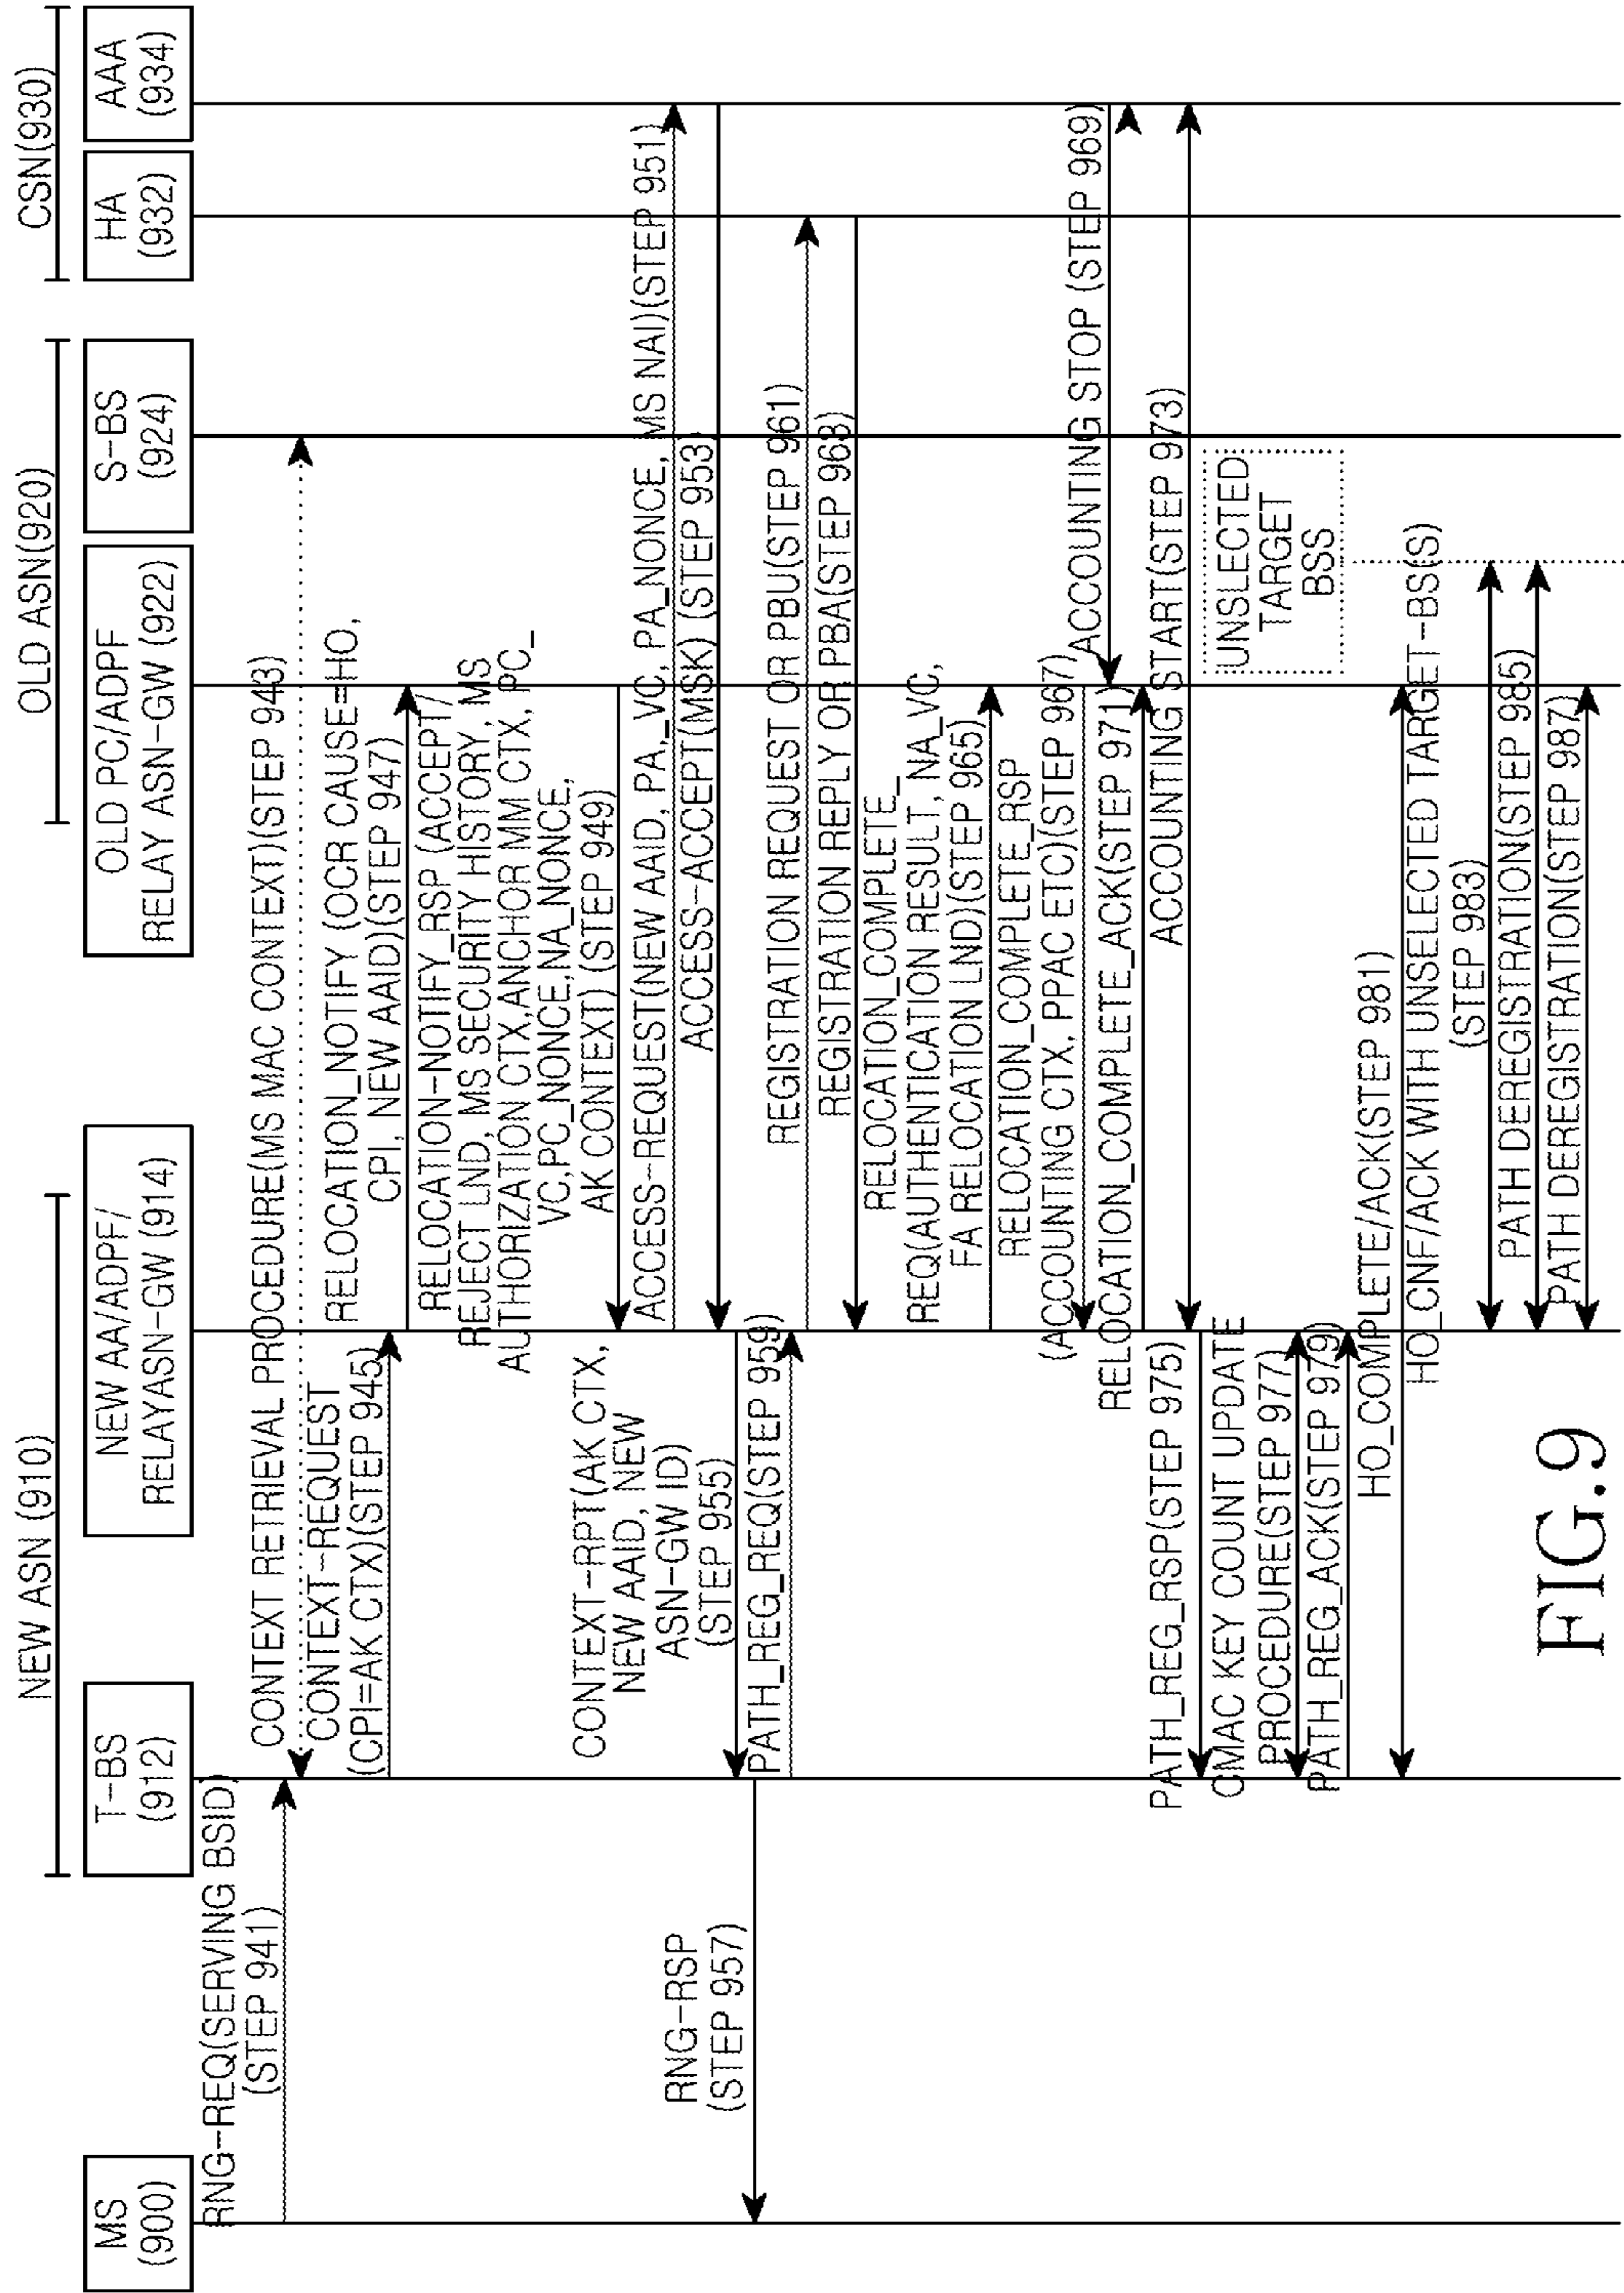 NEW ASN (910)
OLD ASN(920)
CSN(930)
MS
(900)
T-BS
(912)
NEW AA/ADPF/
RELAYASN-GW (914)
OLD PC/ADPF
RELAY ASN-GW (922)
S-BS
(924)
HA
(932)
AAA
(934)
RNG-REQ(SERVING BSID)
(STEP 941)
CONTEXT RETRIEVAL PROCEDURE(MS MAC CONTEXT)(STEP 943)
CONTEXT-REQUEST
(CPI=AK CTX)(STEP 945)
RELOCATION_NOTIFY (OCR CAUSE=HO,
CPI, NEW AAID)(STEP 947)
RELOCATION-NOTIFY_RSP (ACCEPT/
REJECT LND, MS SECURITY HISTORY, MS
AUTHORIZATION CTX,ANCHOR MM CTX, PC_
VC,PC_NONCE,NA_NONCE,
AK CONTEXT) (STEP 949)
ACCESS-REQUEST(NEW AAID, PA_VC, PA_NONCE, MS NAI)(STEP 951)
ACCESS-ACCEPT(MSK) (STEP 953)
CONTEXT-RPT(AK CTX,
NEW AAID, NEW
ASN-GW ID)
(STEP 955)
RNG-RSP
(STEP 957)
PATH_REG_REQ(STEP 959)
REGISTRATION REQUEST OR PBU(STEP 961)
REGISTRATION REPLY OR PBA(STEP 963)
RELOCATION_COMPLETE_
REQ(AUTHENTICATION RESULT, NA_VC,
FA RELOCATION LND)(STEP 965)
RELOCATION_COMPLETE_RSP
(ACCOUNTING CTX, PPAC ETC)(STEP 967)
ACCOUNTING STOP (STEP 969)
RELOCATION_COMPLETE_ACK(STEP 971)
ACCOUNTING START(STEP 973)
PATH_REG_RSP(STEP 975)
CMAC KEY COUNT UPDATE
PROCEDURE(STEP 977)
PATH_REG_ACK(STEP 979)
UNSLECTED
TARGET
BSS
HO_COMPLETE/ACK(STEP 981)
HO_CNF/ACK WITH UNSELECTED TARGET-BS(S)
(STEP 983)
PATH DEREGISTRATION(STEP 985)
PATH DEREGISTRATION(STEP 987)
FIG.9